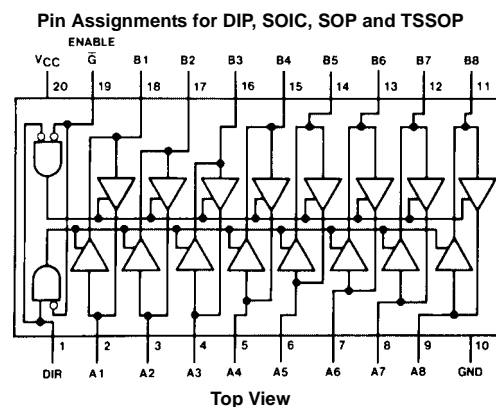 Pin Assignments for DIP, SOIC, SOP and TSSOP
ENABLE
VCC G B1 B2 B3 B4 B5 B6 B7 B8
20 19 18 17 16 15 14 13 12 11
1 2 3 4 5 6 7 8 9 10
DIR A1 A2 A3 A4 A5 A6 A7 A8 GND
Top View